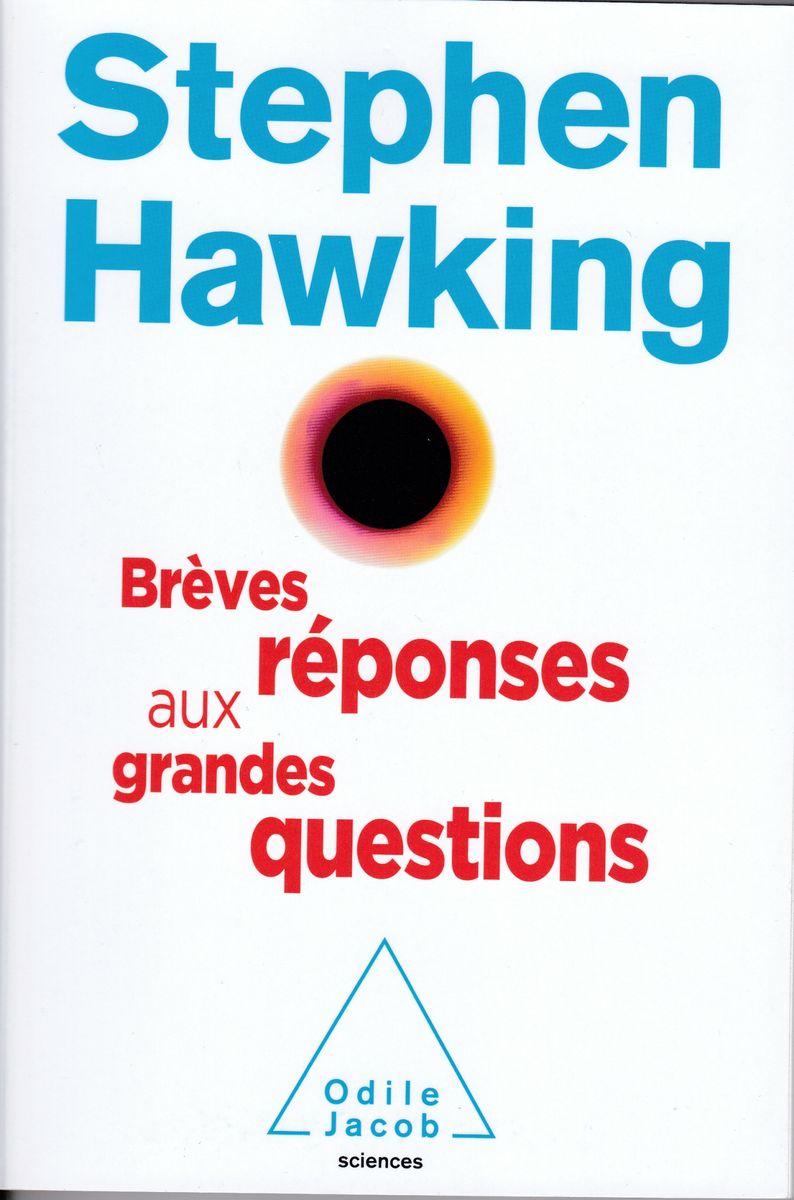 Stephen
Hawking
Brèves
réponses
aux
grandes
questions
Odile
Jacob
sciences